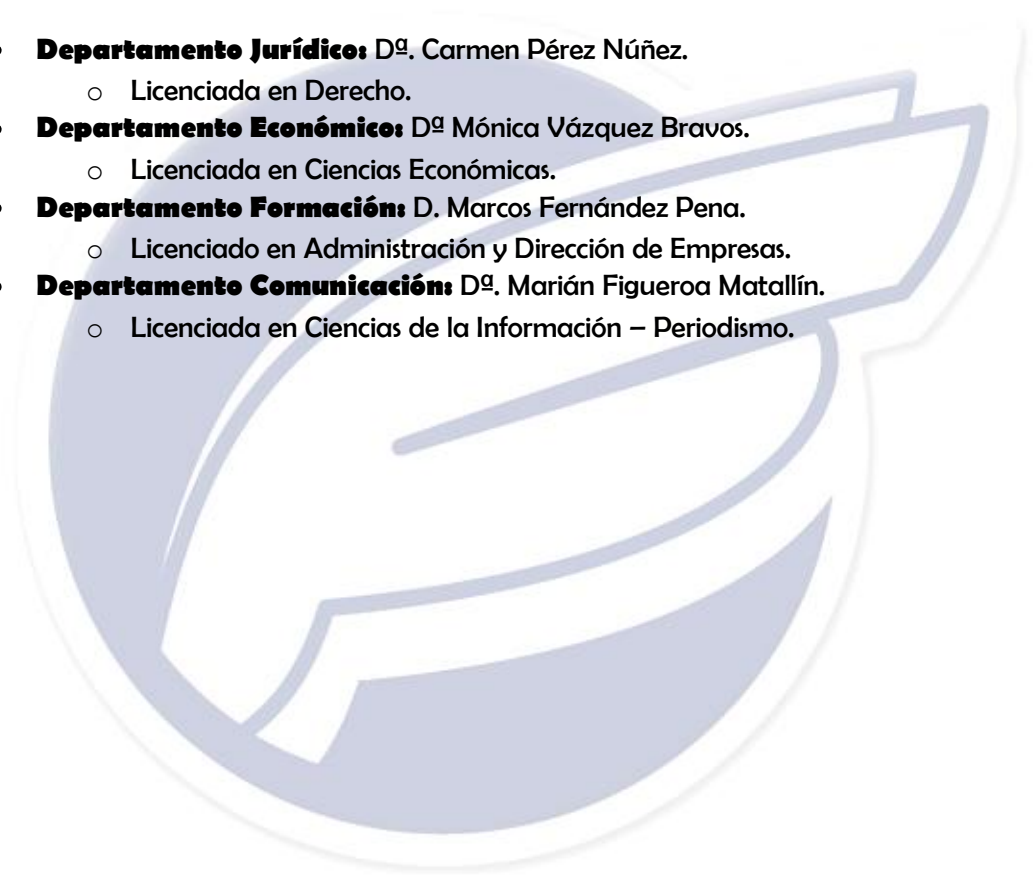 • Departamento Jurídico: Dª. Carmen Pérez Núñez.
o Licenciada en Derecho.
• Departamento Económico: Dª Mónica Vázquez Bravos.
o Licenciada en Ciencias Económicas.
• Departamento Formación: D. Marcos Fernández Pena.
o Licenciado en Administración y Dirección de Empresas.
• Departamento Comunicación: Dª. Marián Figueroa Matallín.
o Licenciada en Ciencias de la Información – Periodismo.